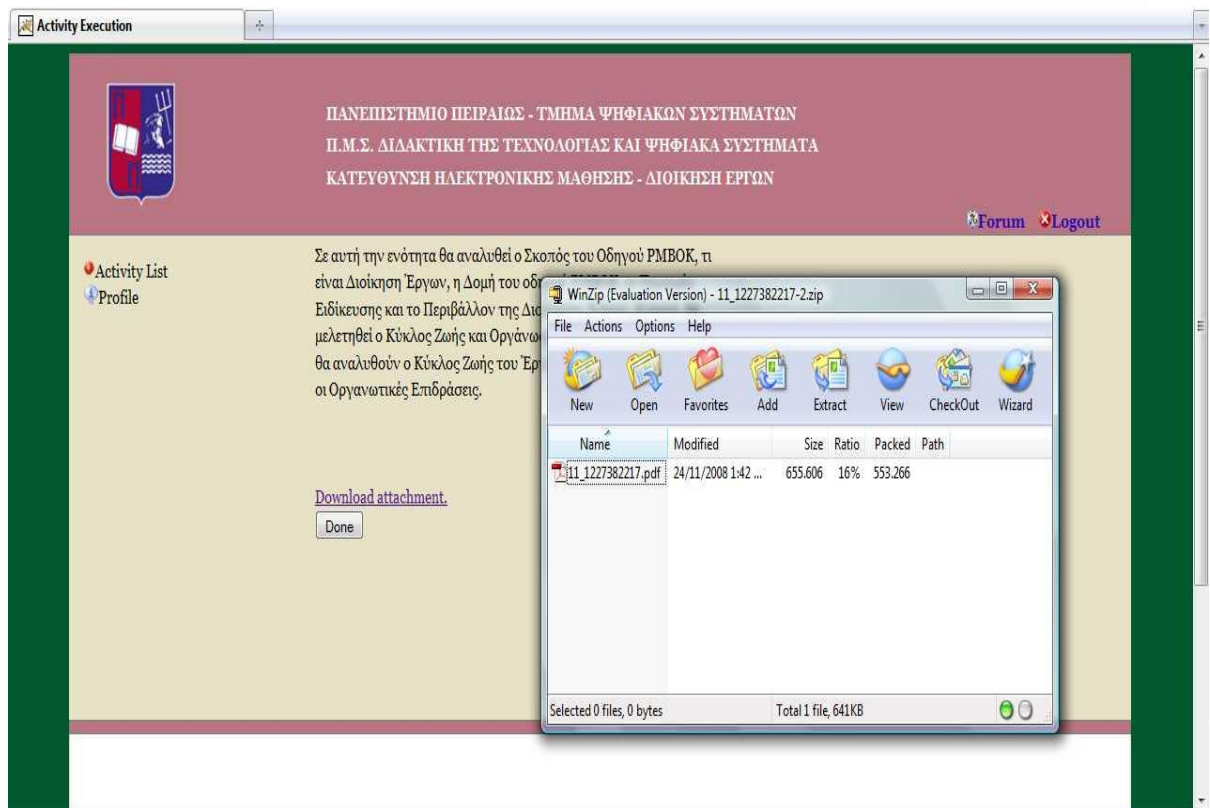 Activity Execution
ΠΑΝΕΠΙΣΤΗΜΙΟ ΠΕΙΡΑΙΩΣ - ΤΜΗΜΑ ΨΗΦΙΑΚΩΝ ΣΥΣΤΗΜΑΤΩΝ
Π.Μ.Σ. ΔΙΔΑΚΤΙΚΗ ΤΗΣ ΤΕΧΝΟΛΟΓΙΑΣ ΚΑΙ ΨΗΦΙΑΚΑ ΣΥΣΤΗΜΑΤΑ
ΚΑΤΕΥΘΥΝΣΗ ΗΛΕΚΤΡΟΝΙΚΗΣ ΜΑΘΗΣΗΣ - ΔΙΟΙΚΗΣΗ ΕΡΓΩΝ
Forum Logout
Activity List
Profile
Σε αυτή την ενότητα θα αναλυθεί ο Σκοπός του Οδηγού PMBOK, τι
είναι Διοίκηση Έργων, η Δομή του
Ειδίκευσης και το Περιβάλλον της
μελετηθεί ο Κύκλος Ζωής και
θα αναλυθούν ο Κύκλος Ζωής του
οι Οργανωτικές Επιδράσεις.
Download attachment.
Done
WinZip (Evaluation Version) - 11_1227382217-2.zip
File Actions Options Help
New Open Favorites Add Extract View CheckOut Wizard
Name Modified Size Ratio Packed Path
11_1227382217.pdf 24/11/2008 1:42 ... 655.606 16% 553.266
Selected 0 files, 0 bytes Total 1 file, 641KB